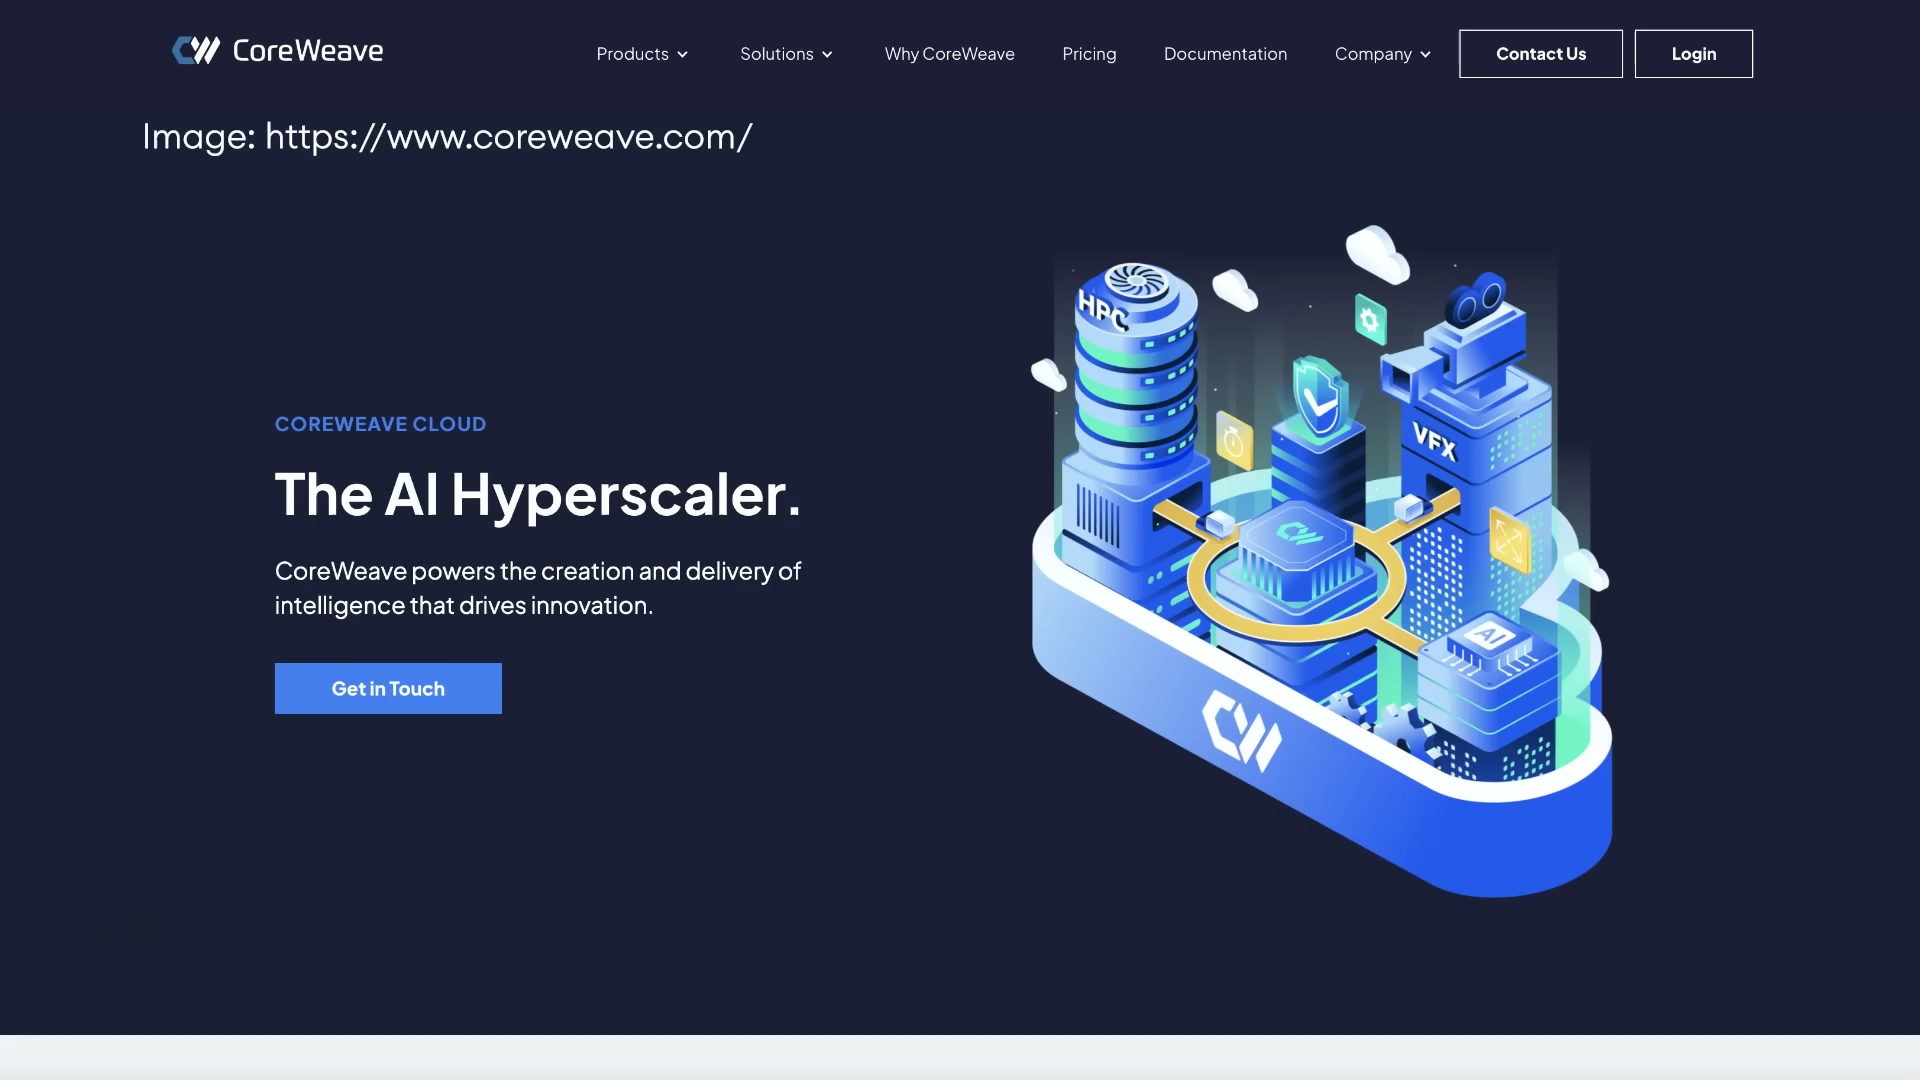 CoreWeave
Products
Solutions
Why CoreWeave
Pricing
Documentation
Company
Contact Us
Login
Image: https://www.coreweave.com/
COREWEAVE CLOUD
The AI Hyperscaler.
CoreWeave powers the creation and delivery of
intelligence that drives innovation.
Get in Touch
HPC
VFX
AI